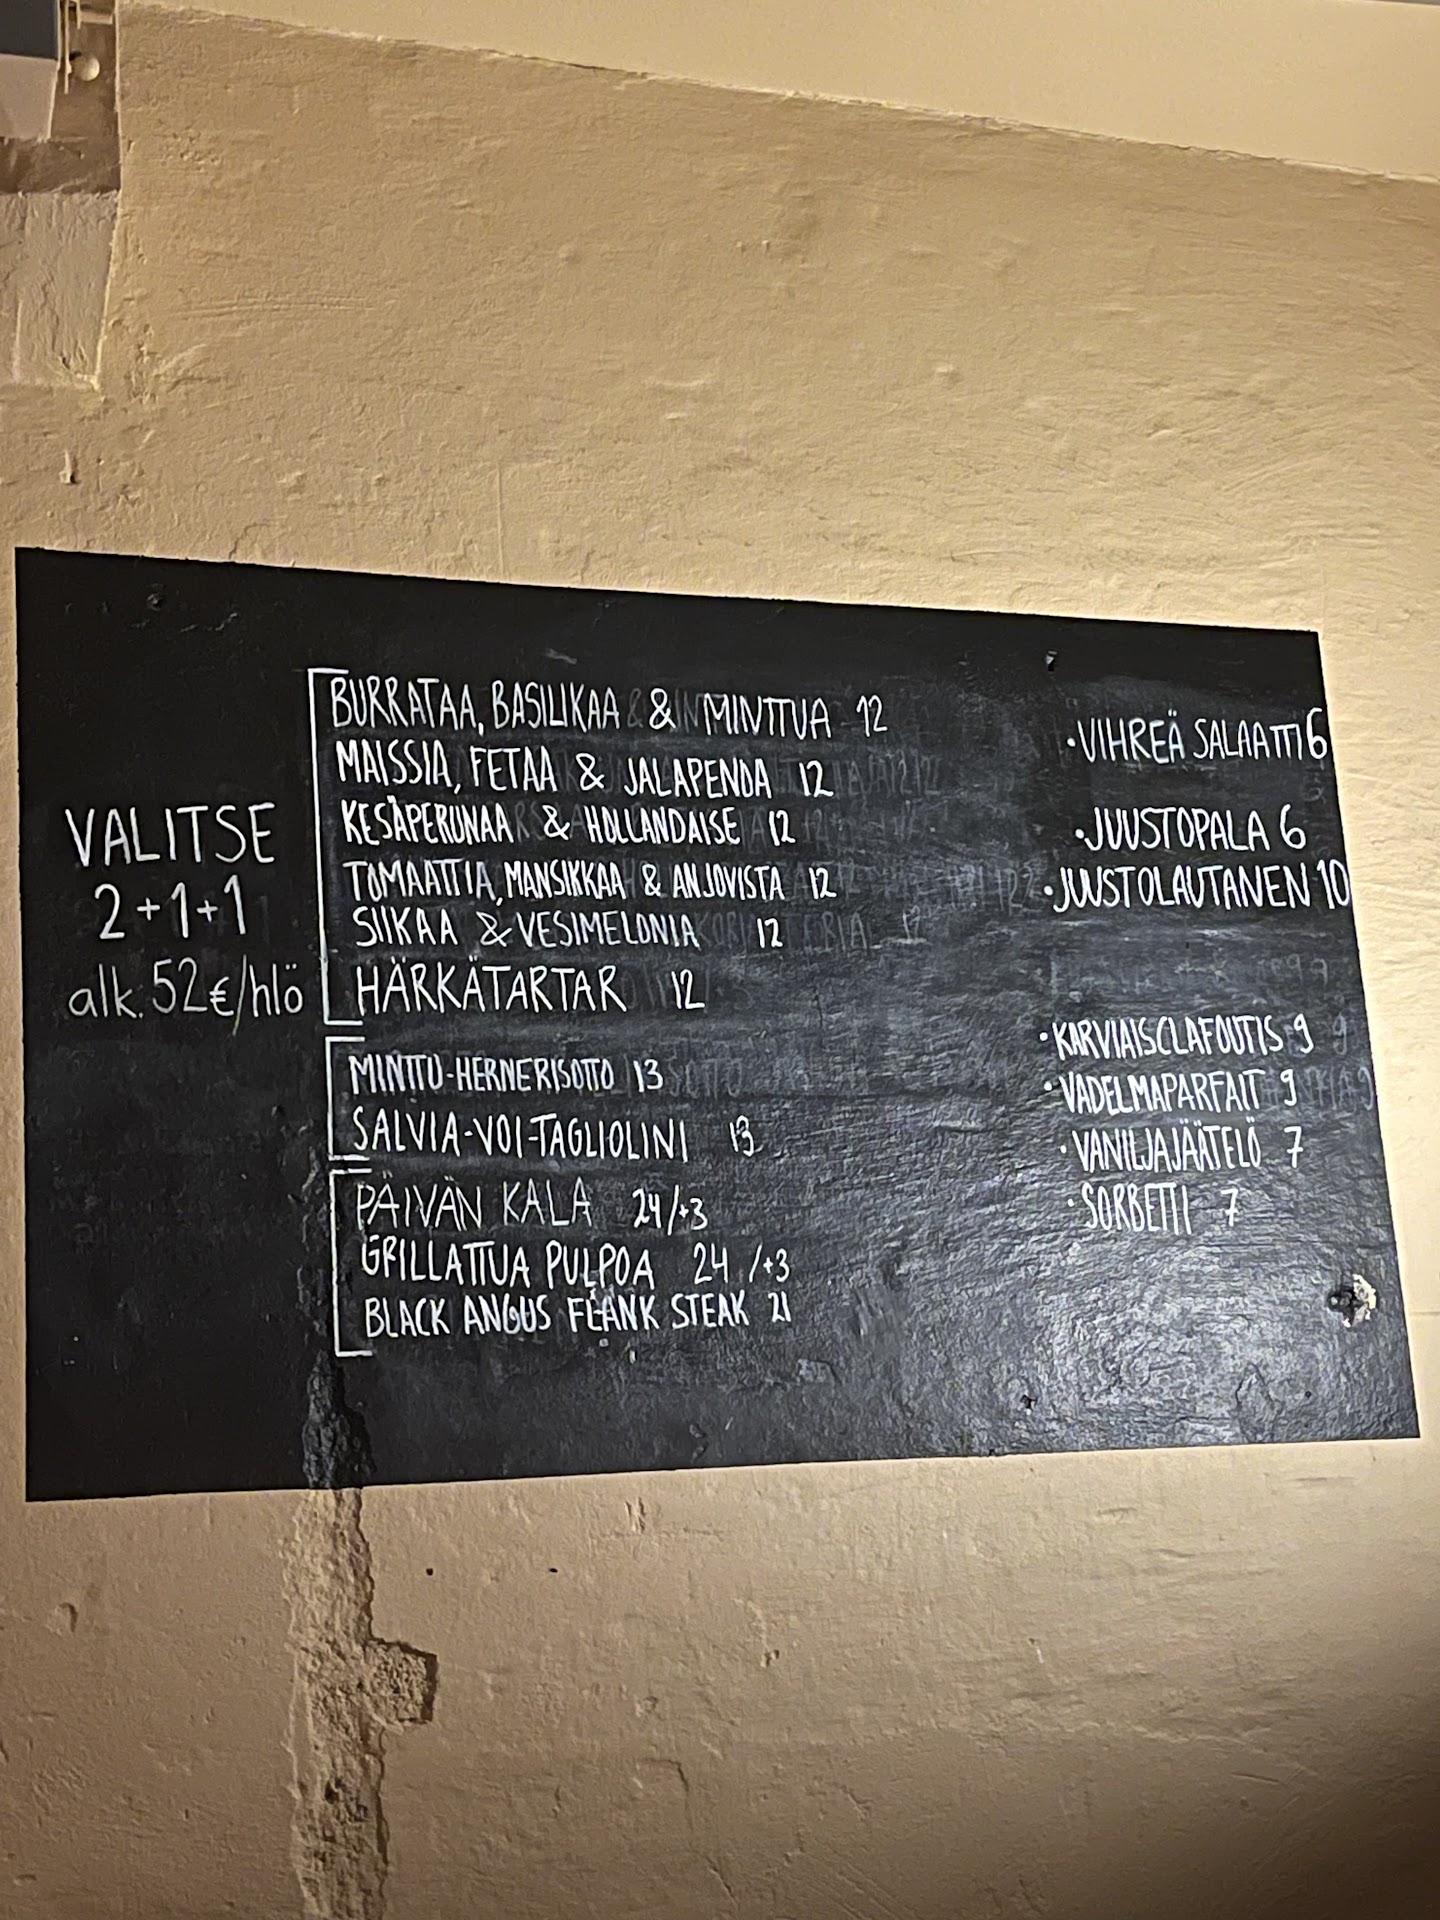 VALITSE
2+1+1
alk. 52€/hlö
BURRATAA, BASILIKAA & MINTTUA 12
MAISSIA, FETAA & JALAPENOA 12
KESÄPERUNAA & HOLLANDAISE 12
TOMAATTIA, MANSIKKAA & ANJOVISTA 12
SIIKAA & VESIMELONIA 12
HÄRKÄTARTAR 12
MINTTU-HERNERISOTTO 13
SALVIA-VOI-TAGLIOLINI 13
PÄIVÄN KALA 24/+3
GRILLATTUA PULPOA 24 /+3
BLACK ANGUS FLANK STEAK 21
·VIHREÄ SALAATTI 6
·JUUSTOPALA 6
·JUUSTOLAUTANEN 10
·KARVIAISCLAFOUTIS 9
·VADELMAPARFAIT 9
·VANILJAJÄÄTELÖ 7
·SORBETTI 7